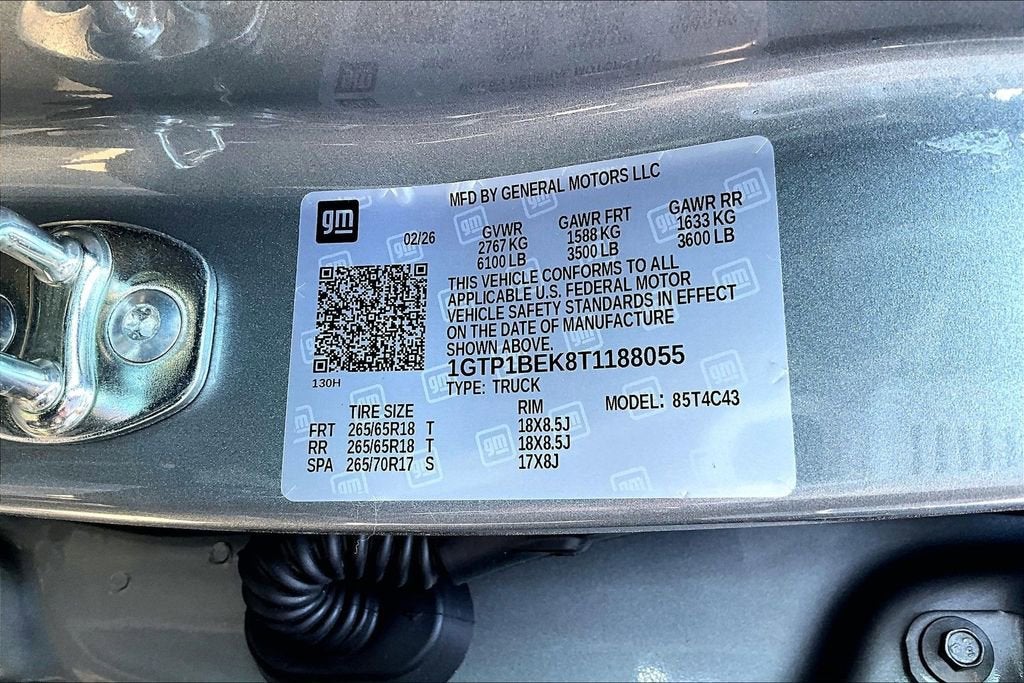 MFD BY GENERAL MOTORS LLC
gm
02/26
GVWR GAWR FRT GAWR RR
2767 KG 1588 KG 1633 KG
6100 LB 3500 LB 3600 LB
THIS VEHICLE CONFORMS TO ALL
APPLICABLE U.S. FEDERAL MOTOR
VEHICLE SAFETY STANDARDS IN EFFECT
ON THE DATE OF MANUFACTURE
SHOWN ABOVE.
1GTP1BEK8T1188055
130H
TYPE: TRUCK
MODEL: 85T4C43
TIRE SIZE RIM
FRT 265/65R18 T 18X8.5J
RR 265/65R18 T 18X8.5J
SPA 265/70R17 S 17X8J